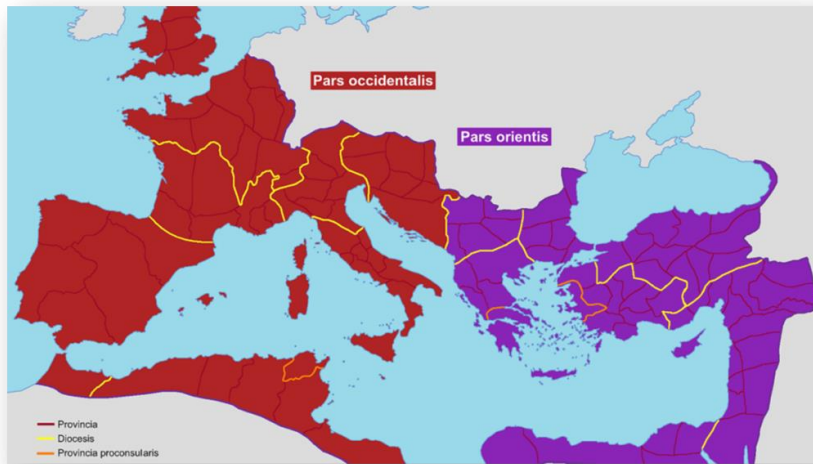 Pars occidentalis
Pars orientis
Provincia
Diocesis
Provincia proconsularis